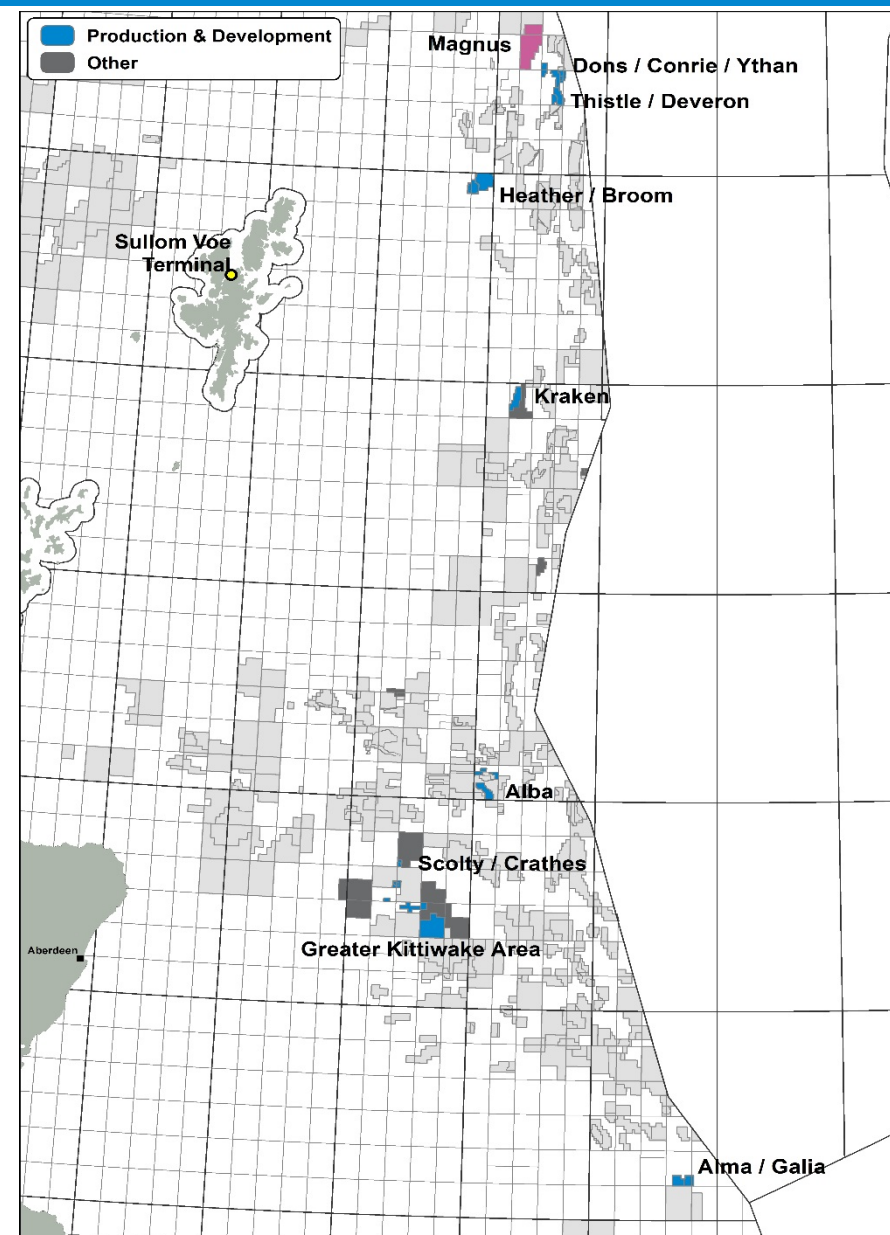 Production & Development
Other
Magnus
Dons / Conrie / Ythan
Thistle / Deveron
Heather / Broom
Sullom Voe
Terminal
Kraken
Alba
Scolty / Crathes
Greater Kittiwake Area
Aberdeen
Alma / Galia